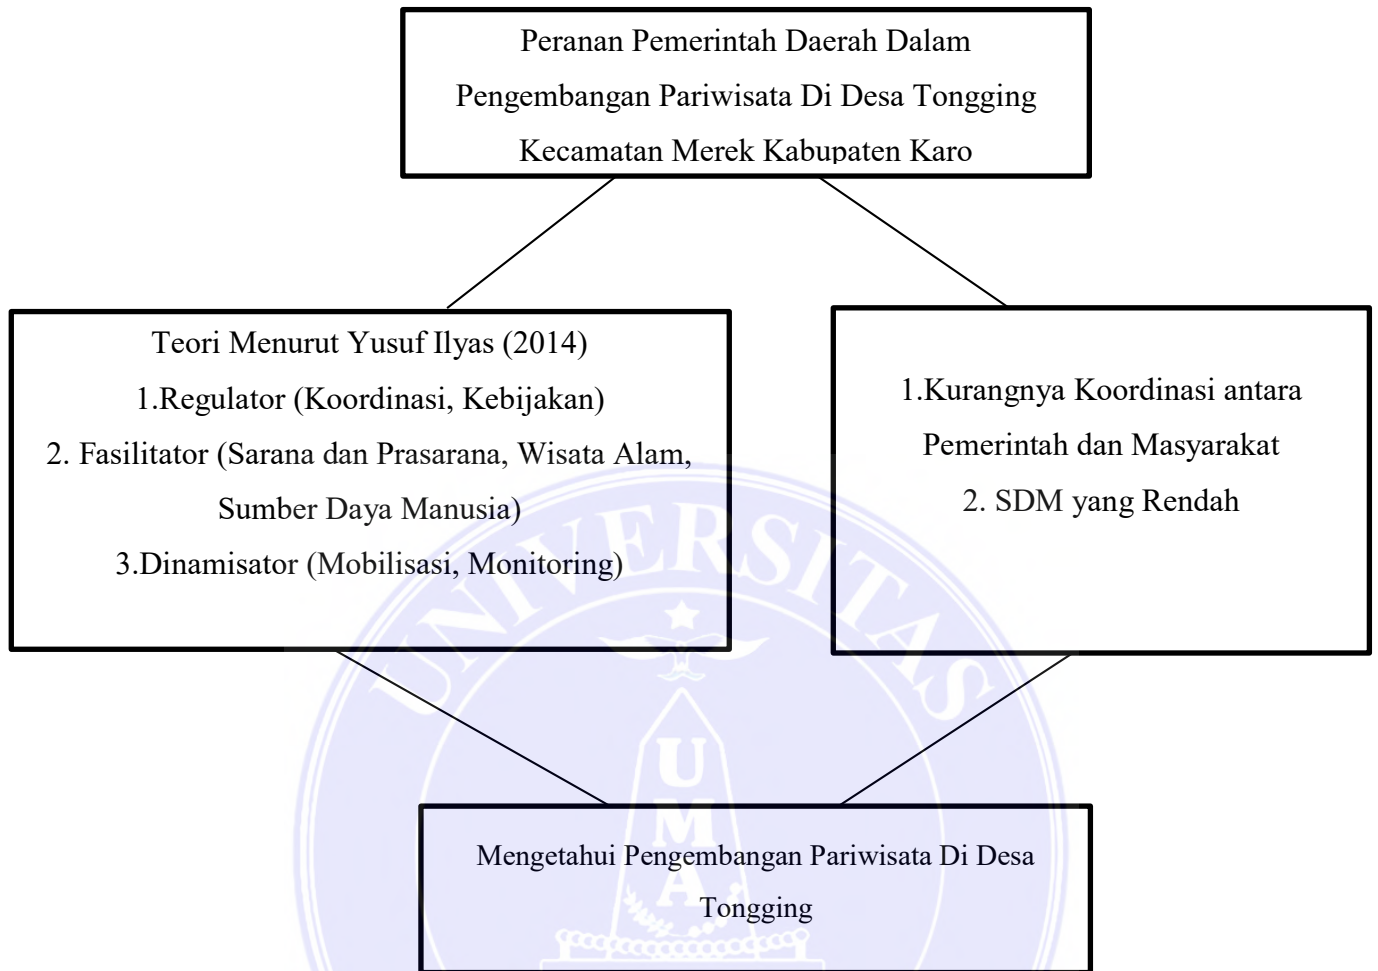 Peranan Pemerintah Daerah Dalam
Pengembangan Pariwisata Di Desa Tongging
Kecamatan Merek Kabupaten Karo
Teori Menurut Yusuf Ilyas (2014)
1.Regulator (Koordinasi, Kebijakan)
2. Fasilitator (Sarana dan Prasarana, Wisata Alam,
Sumber Daya Manusia)
3.Dinamisator (Mobilisasi, Monitoring)
1.Kurangnya Koordinasi antara
Pemerintah dan Masyarakat
2. SDM yang Rendah
UNIVERSITAS
U
M
A
Mengetahui Pengembangan Pariwisata Di Desa
Tongging